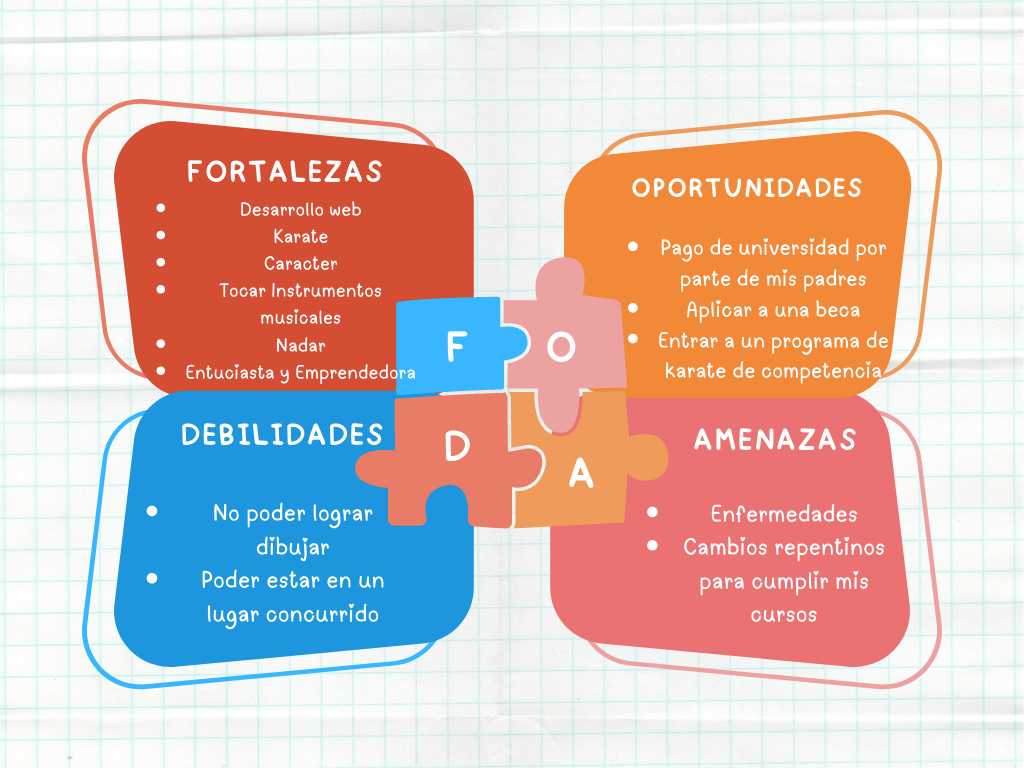 FORTALEZAS
Desarrollo web
Karate
Caracter
Tocar Instrumentos
musicales
Nadar
Entuciasta y Emprendedora
OPORTUNIDADES
Pago de universidad por
parte de mis padres
Aplicar a una beca
Entrar a un programa de
karate de competencia
F
O
D
A
DEBILIDADES
No poder lograr
dibujar
Poder estar en un
lugar concurrido
AMENAZAS
Enfermedades
Cambios repentinos
para cumplir mis
cursos